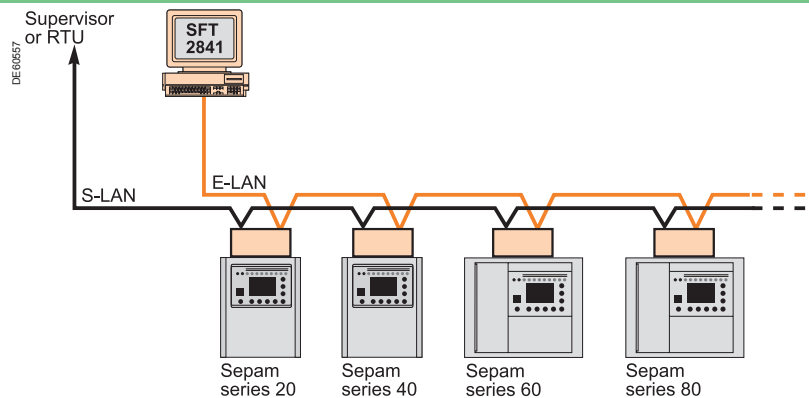 Supervisor
or RTU
DE60557
SFT
2841
E-LAN
S-LAN
Sepam
series 20
Sepam
series 40
Sepam
series 60
Sepam
series 80